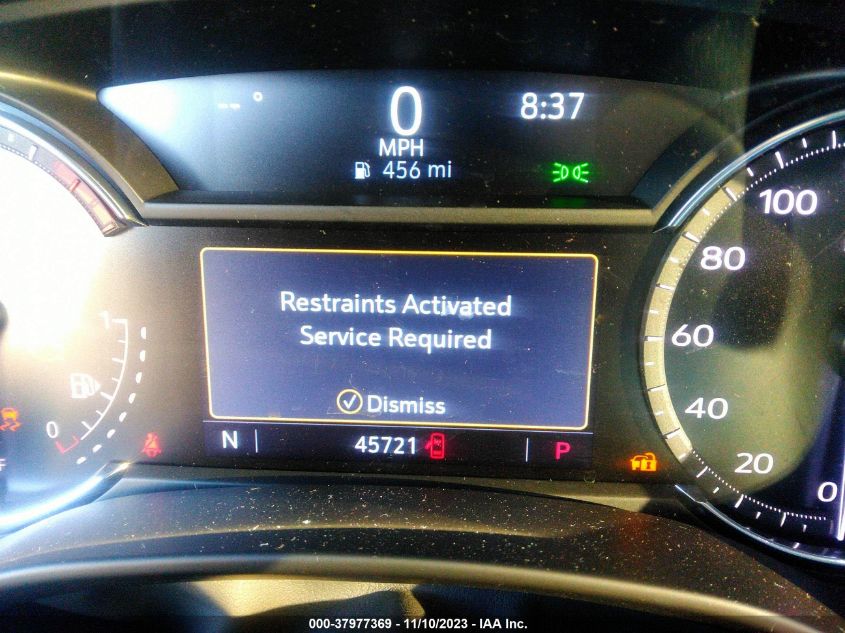 0
8:37
MPH
456 mi
100
80
60
40
20
0
1
0
Restraints Activated
Service Required
Dismiss
N
45721
P
000-37977369 - 11/10/2023 - IAA Inc.